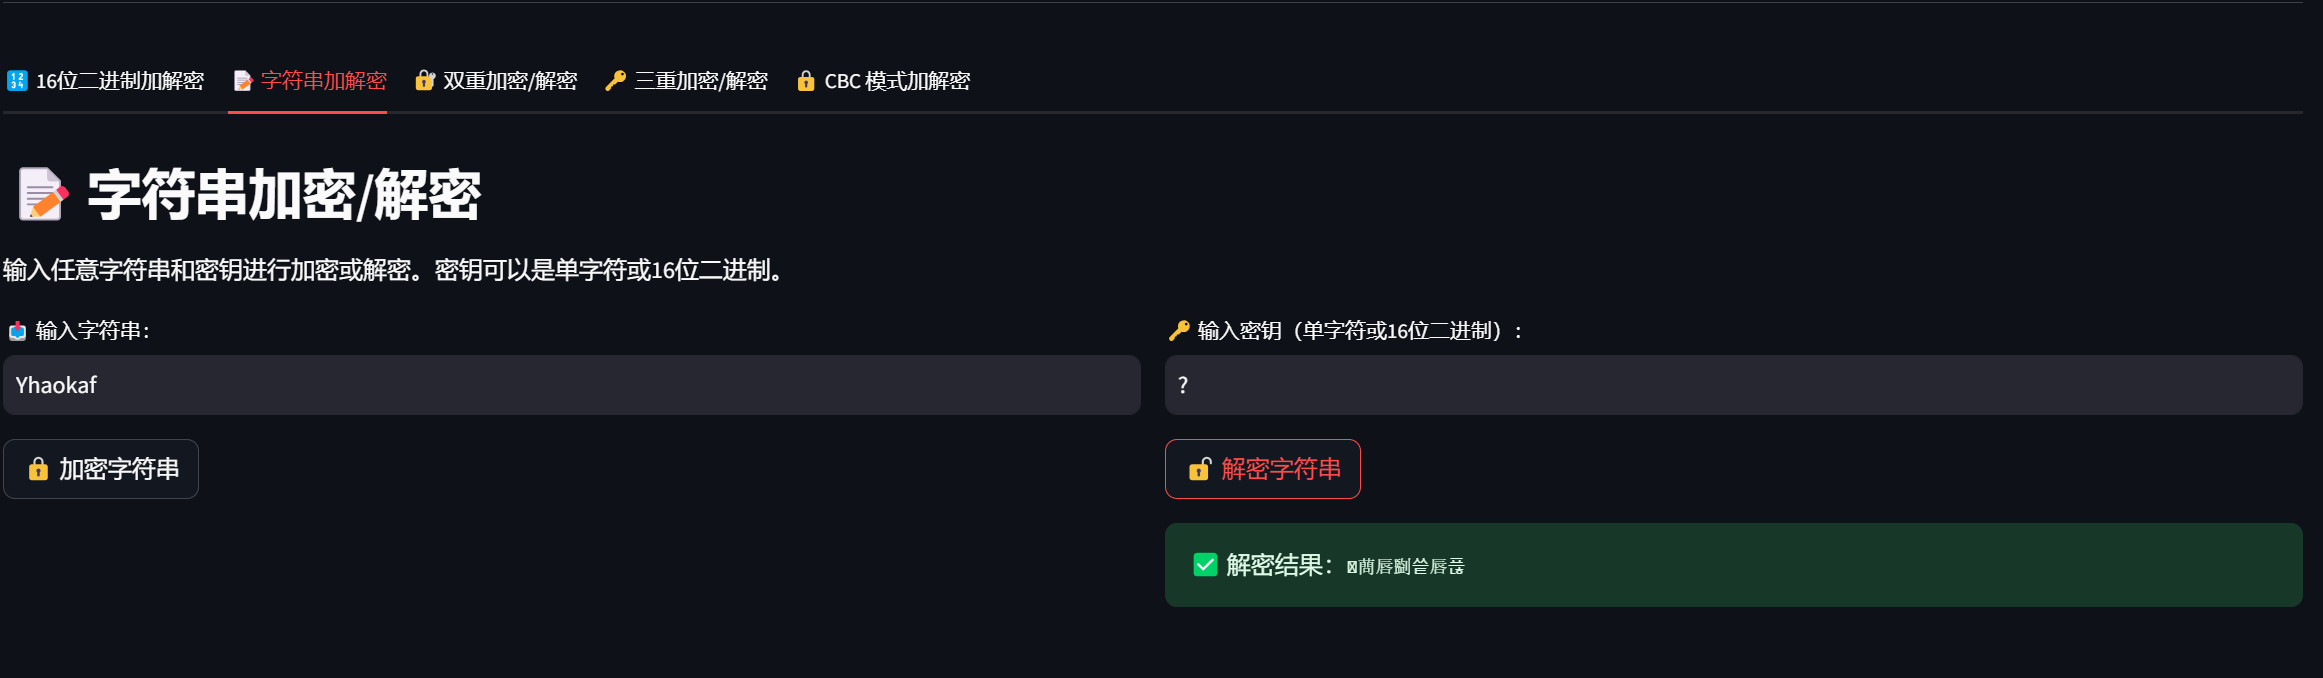 16位二进制加解密 字符串加解密 双重加密/解密 三重加密/解密 CBC 模式加解密
字符串加密/解密
输入任意字符串和密钥进行加密或解密。密钥可以是单字符或16位二进制。
输入字符串：
输入密钥（单字符或16位二进制）：
Yhaokaf
?
加密字符串
解密字符串
解密结果：